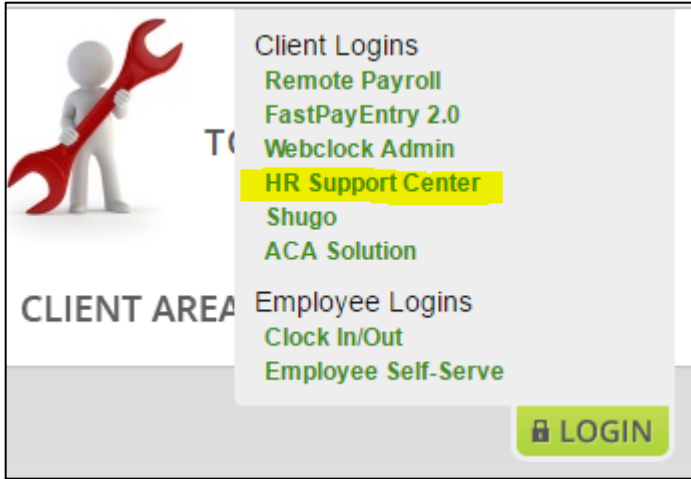 Client Logins
Remote Payroll
FastPayEntry 2.0
Webclock Admin
HR Support Center
Shugo
ACA Solution
CLIENT AREA
Employee Logins
Clock In/Out
Employee Self-Serve
LOGIN